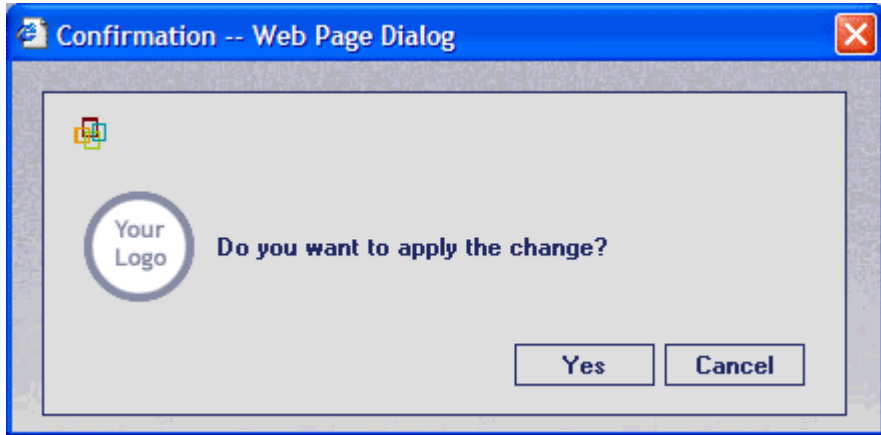 Confirmation -- Web Page Dialog
Your
Logo
Do you want to apply the change?
Yes
Cancel